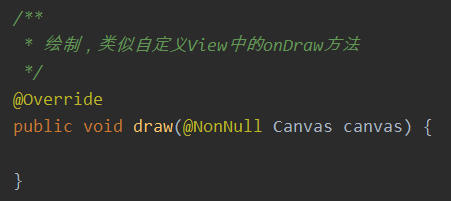 /**
* 绘制，类似自定义View中的onDraw方法
*/
@Override
public void draw(@NonNull Canvas canvas) {
}